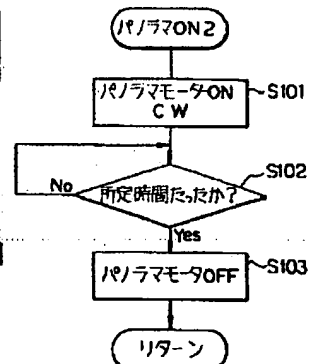 パノラマON2
パノラマモータON
CW
S101
所定時間たったか?
S102
No
Yes
パノラマモータOFF
S103
リターン